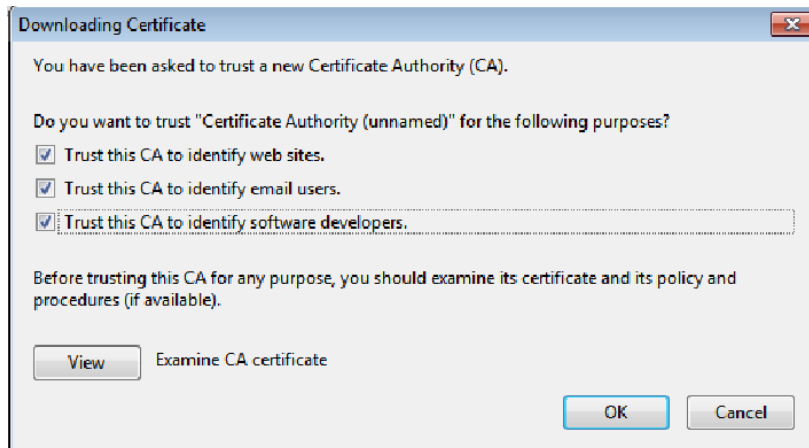 Downloading Certificate
You have been asked to trust a new Certificate Authority (CA).
Do you want to trust "Certificate Authority (unnamed)" for the following purposes?
Trust this CA to identify web sites.
Trust this CA to identify email users.
Trust this CA to identify software developers.
Before trusting this CA for any purpose, you should examine its certificate and its policy and
procedures (if available).
View Examine CA certificate
OK Cancel